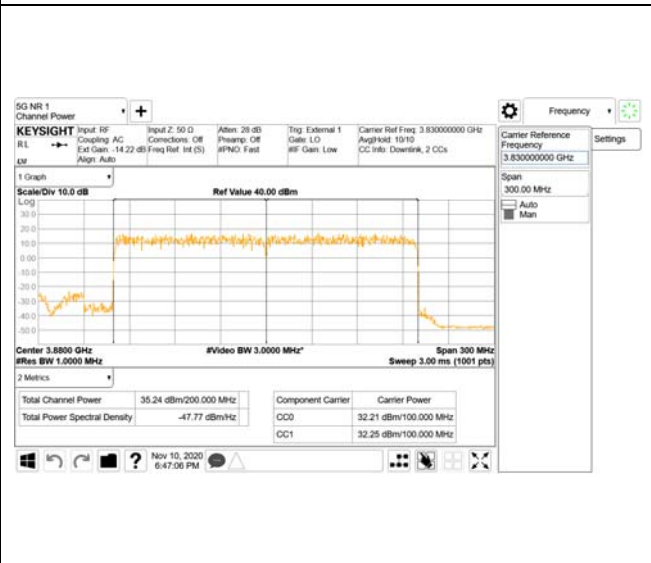 5G NR 1
Channel Power
Frequency
KEYSIGHT
Input: RF
Coupling: AC
Ext Gain: -14.22 dB
Align: Auto
Input Z: 50 Ω
Corrections: Off
Freq Ref: Int (S)
Atten: 28 dB
Preamp: Off
#PNO: Fast
Trig: External 1
Gate: LO
#IF Gain: Low
Carrier Ref Freq: 3.830000000 GHz
Avg|Hold: 10/10
CC Info: Downlink, 2 CCs
RL
Carrier Reference Frequency
3.830000000 GHz
Settings
Span
300.00 MHz
Auto
Man
1 Graph
Scale/Div 10.0 dB
Ref Value 40.00 dBm
Log
30.0
20.0
10.0
0.00
-10.0
-20.0
-30.0
-40.0
-50.0
Center 3.8800 GHz
#Video BW 3.0000 MHz*
Span 300 MHz
#Res BW 1.0000 MHz
Sweep 3.00 ms (1001 pts)
2 Metrics
Total Channel Power
35.24 dBm/200.000 MHz
Total Power Spectral Density
-47.77 dBm/Hz
Component Carrier
Carrier Power
CC0
32.21 dBm/100.000 MHz
CC1
32.25 dBm/100.000 MHz
?
Nov 10, 2020
6:47:06 PM